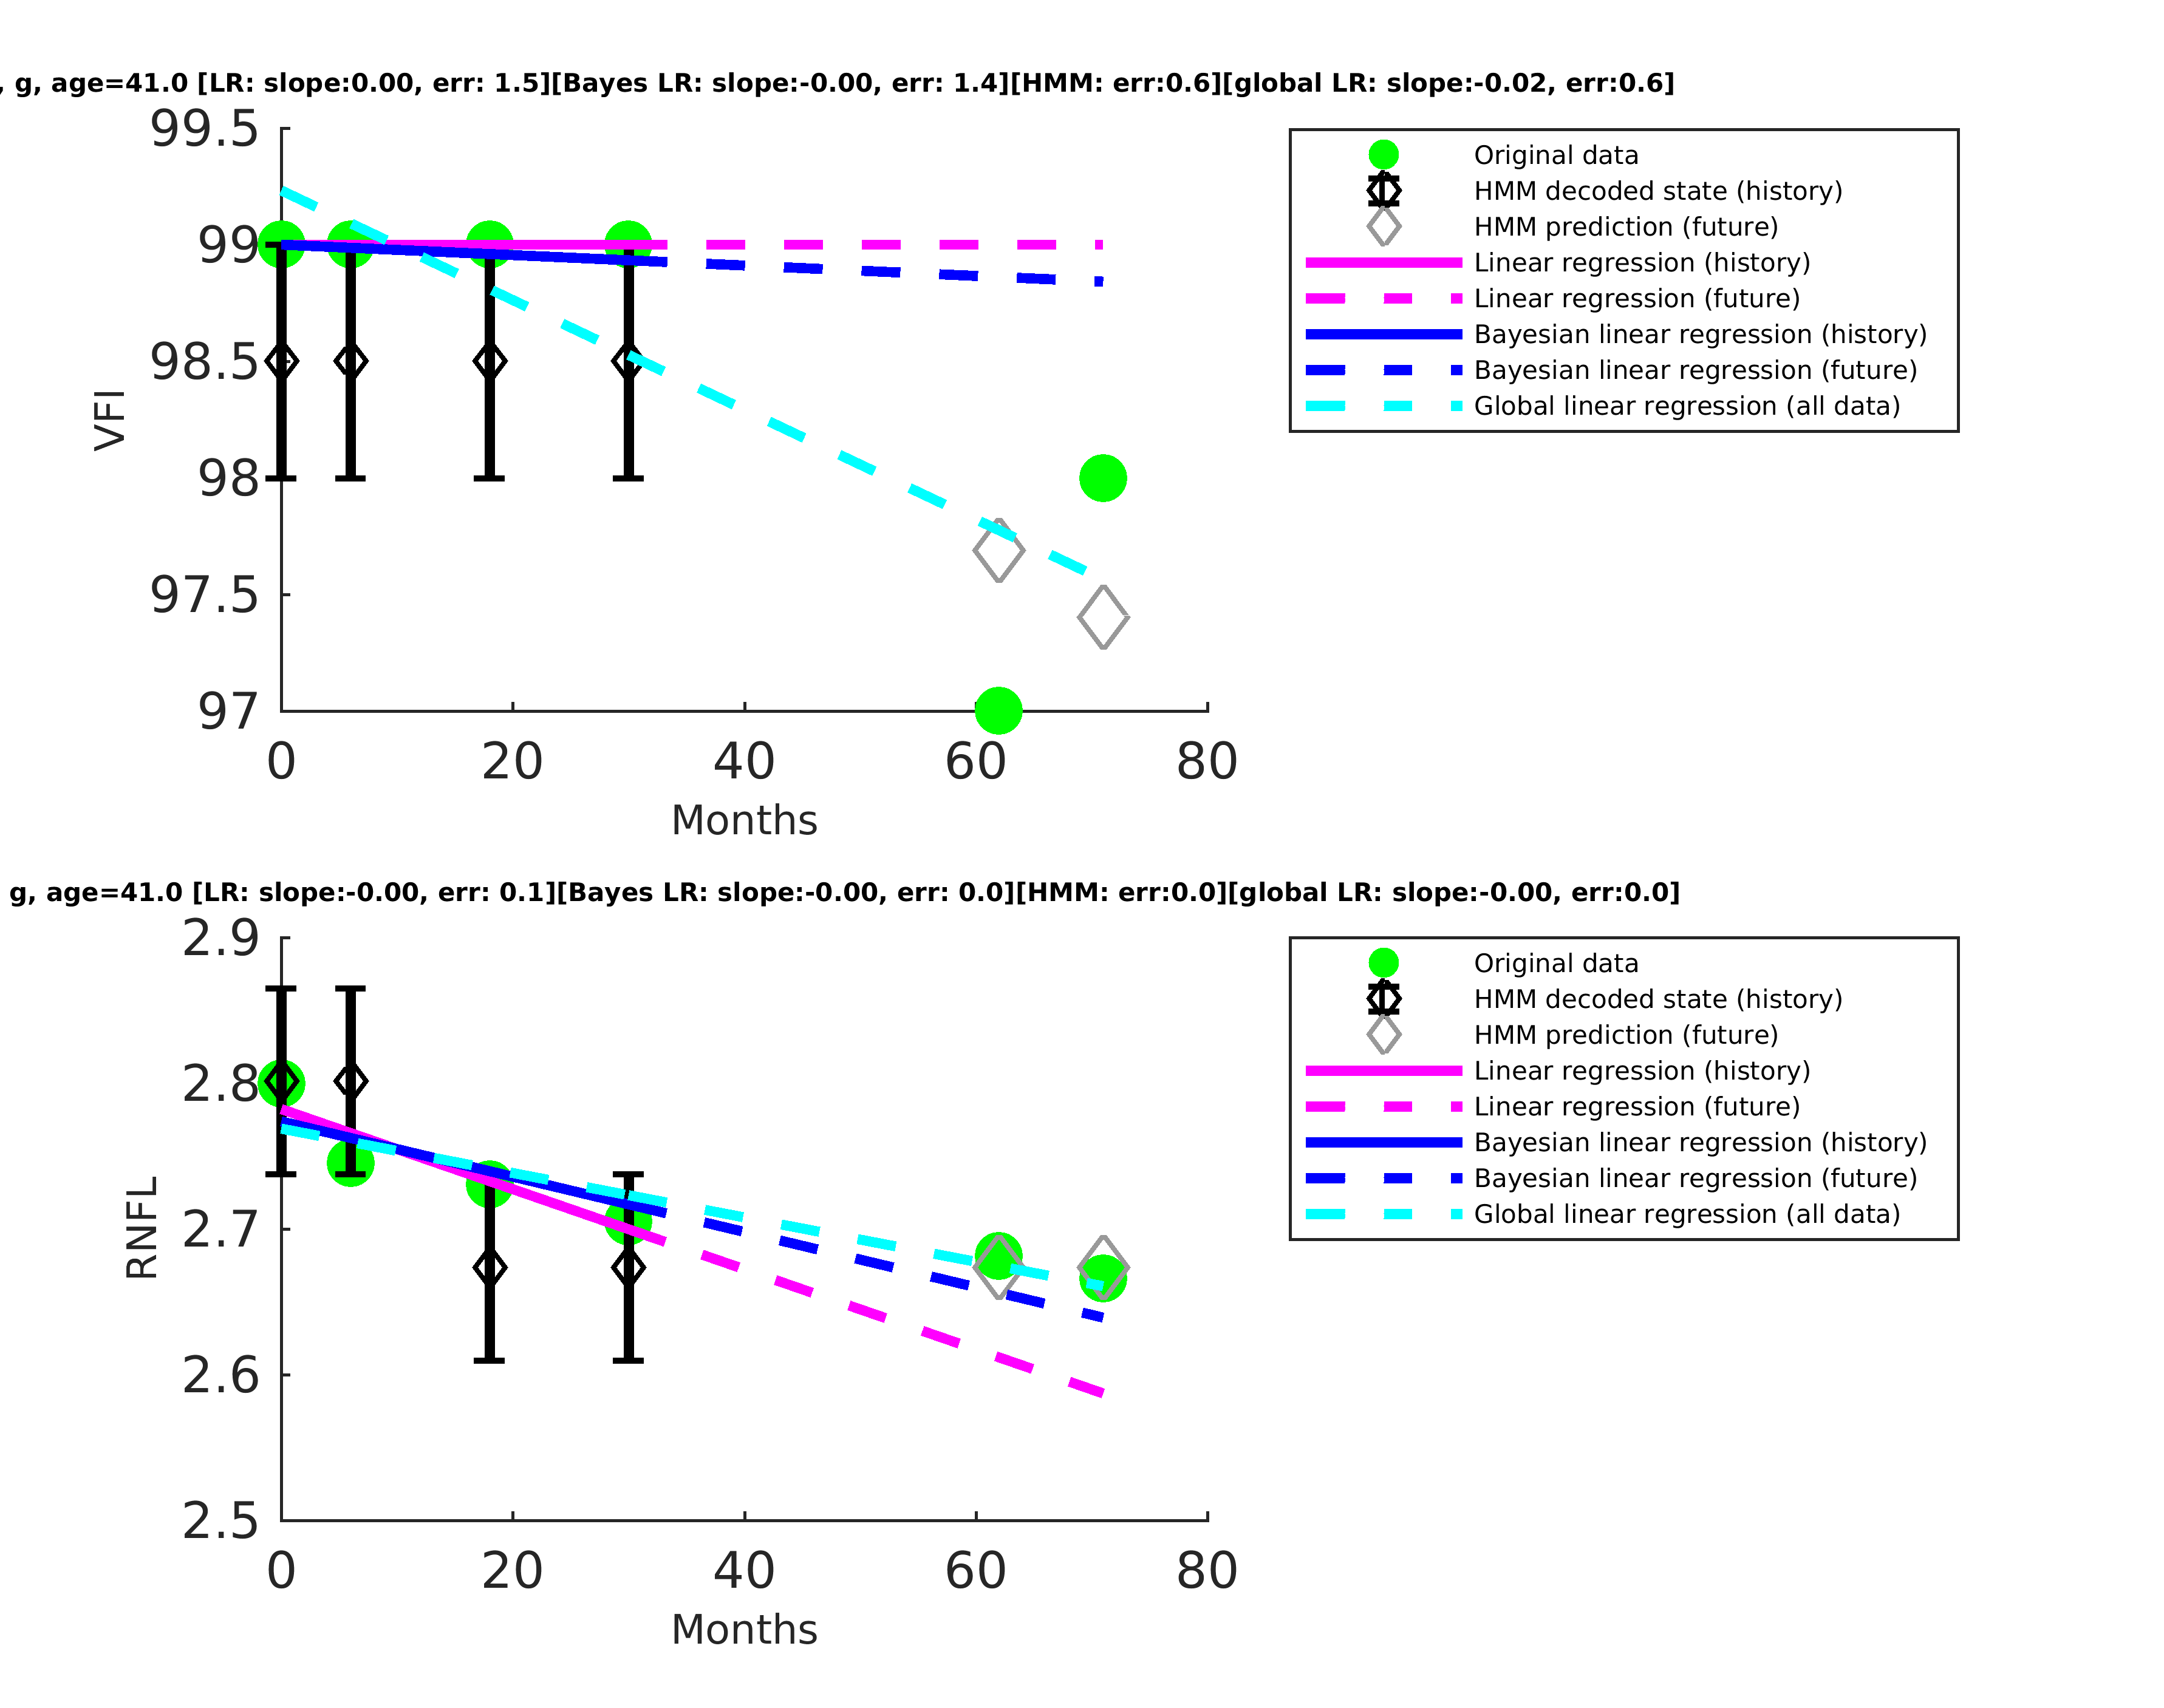 , g, age=41.0 [LR: slope:0.00, err: 1.5][Bayes LR: slope:-0.00, err: 1.4][HMM: err:0.6][global LR: slope:-0.02, err:0.6]
99.5
99
98.5
98
97.5
97
VFI
0 20 40 60 80
Months
Original data
HMM decoded state (history)
HMM prediction (future)
Linear regression (history)
Linear regression (future)
Bayesian linear regression (history)
Bayesian linear regression (future)
Global linear regression (all data)
g, age=41.0 [LR: slope:-0.00, err: 0.1][Bayes LR: slope:-0.00, err: 0.0][HMM: err:0.0][global LR: slope:-0.00, err:0.0]
2.9
2.8
2.7
2.6
2.5
RNFL
0 20 40 60 80
Months
Original data
HMM decoded state (history)
HMM prediction (future)
Linear regression (history)
Linear regression (future)
Bayesian linear regression (history)
Bayesian linear regression (future)
Global linear regression (all data)